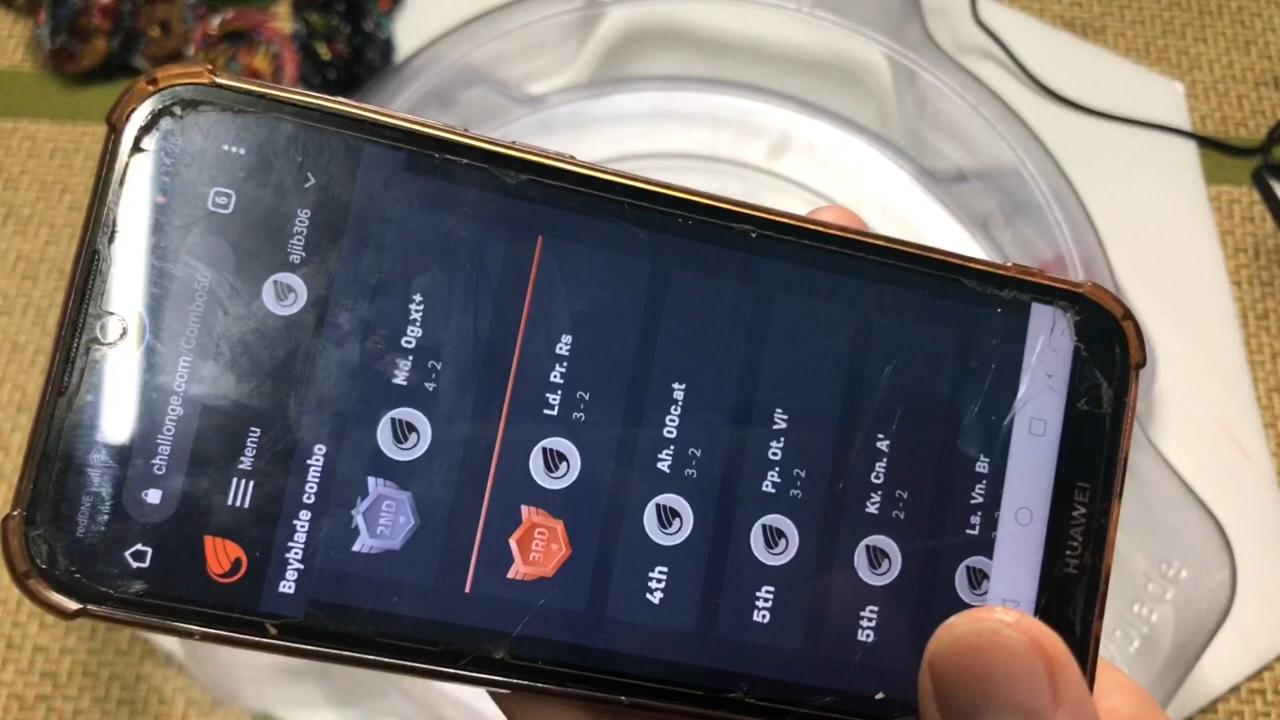 redONE
challonge.com/Combo50
6
Menu
ajib306
Beyblade combo
2ND
Md. 0g.xt+
4 - 2
3RD
Ld. Pr. Rs
3 - 2
4th
Ah. 00c.at
3 - 2
5th
Pp. Ot. Vl'
3 - 2
5th
Kv. Cn. A'
2 - 2
Ls. Vn. Br
HUAWEI
blade